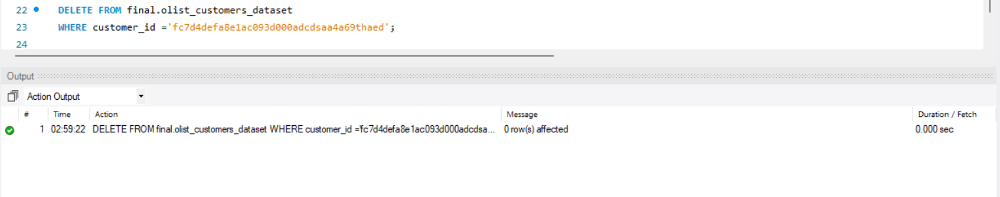 22 DELETE FROM final.olist_customers_dataset
23 WHERE customer_id ='fc7d4defa8e1ac093d000adcdsaa4a69thaed';
24
Output
Action Output
# Time Action Message Duration / Fetch
1 02:59:22 DELETE FROM final.olist_customers_dataset WHERE customer_id ='fc7d4defa8e1ac093d000adcdsa... 0 row(s) affected 0.000 sec